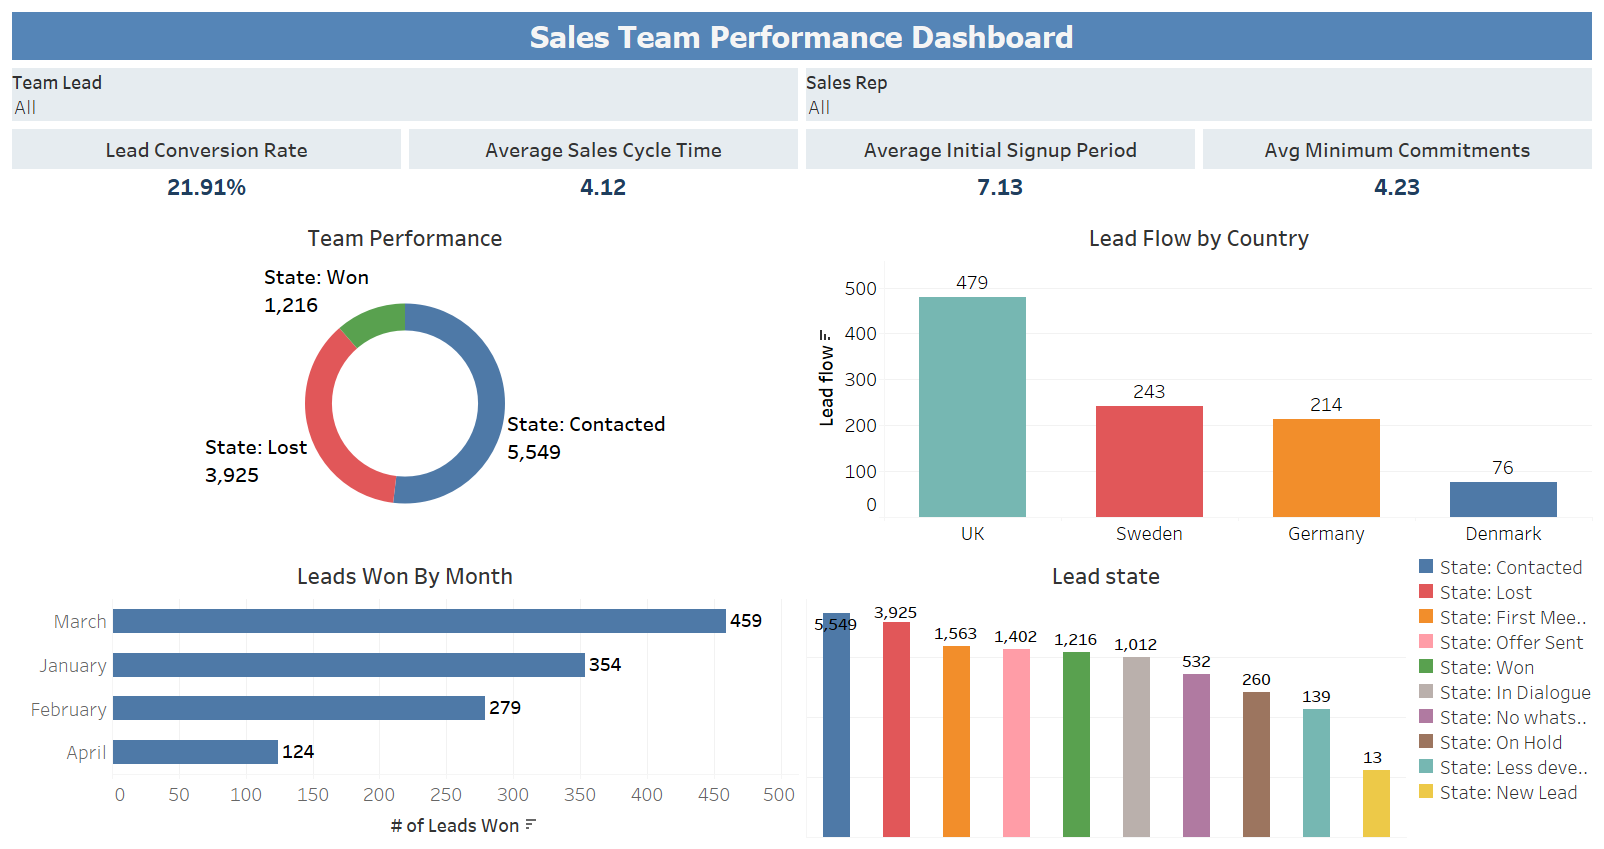 Sales Team Performance Dashboard
Team Lead
All
Sales Rep
All
Lead Conversion Rate
21.91%
Average Sales Cycle Time
4.12
Average Initial Signup Period
7.13
Avg Minimum Commitments
4.23
Team Performance
State: Won
1,216
State: Contacted
5,549
State: Lost
3,925
Lead Flow by Country
Lead flow
500
400
300
200
100
0
479
243
214
76
UK
Sweden
Germany
Denmark
Leads Won By Month
March
459
January
354
February
279
April
124
0
50
100
150
200
250
300
350
400
450
500
# of Leads Won
Lead state
5,549
3,925
1,563
1,402
1,216
1,012
532
260
139
13
State: Contacted
State: Lost
State: First Mee..
State: Offer Sent
State: Won
State: In Dialogue
State: No whats..
State: On Hold
State: Less deve..
State: New Lead